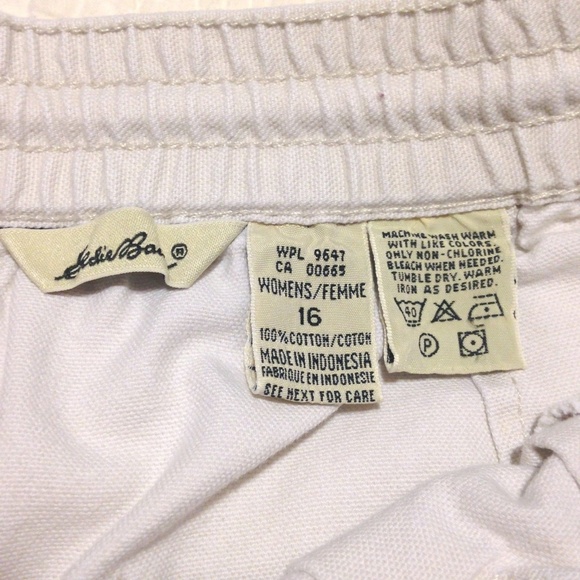 Eddie Bau ®
WPL 9647
CA 00665
WOMENS/FEMME
16
100% COTTON/COTON
MADE IN INDONESIA
FABRIQUE EN INDONESIE
SEE NEXT FOR CARE
MACHINE WASH WARM
WITH LIKE COLORS.
ONLY NON-CHLORINE
BLEACH WHEN NEEDED.
TUMBLE DRY. WARM
IRON AS DESIRED.
40
P